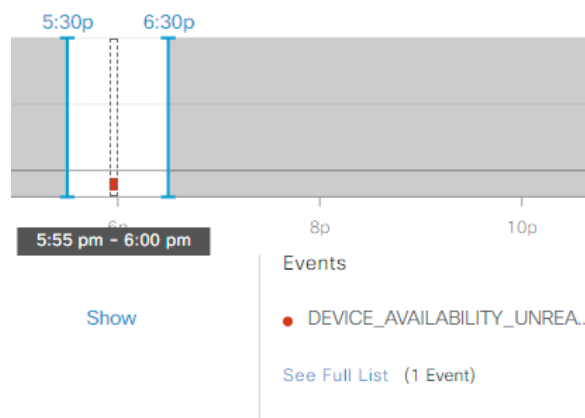 5:30p 6:30p
6p 8p 10p
5:55 pm - 6:00 pm
Events
Show
DEVICE_AVAILABILITY_UNREA..
See Full List (1 Event)